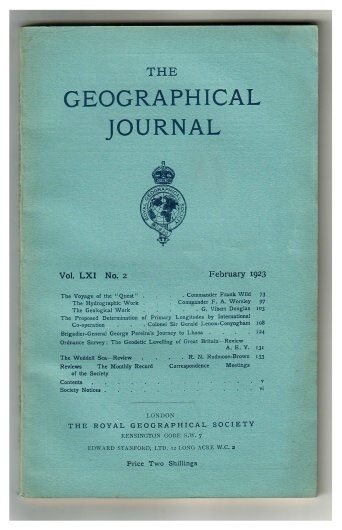 THE
GEOGRAPHICAL
JOURNAL
ROYAL GEOGRAPHICAL SOCIETY
Vol. LXI No. 2 February 1923
The Voyage of the "Quest" . . . Commander Frank Wild 73
The Hydrographic Work . . Commander F. A. Worsley 97
The Geological Work . . . G. Vibert Douglas 103
The Proposed Determination of Primary Longitudes by International
Co-operation . . Colonel Sir Gerald Lenox-Conyngham 108
Brigadier-General George Pereira's Journey to Lhasa . . . . 124
Ordnance Survey: The Geodetic Levelling of Great Britain—Review
A. E. Y. 131
The Weddell Sea—Review . . . . . R. N. Rudmose-Brown 133
Reviews The Monthly Record Correspondence Meetings
of the Society
Contents . . . . . . . . . . v
Society Notices . . . . . . . . . vi
LONDON
THE ROYAL GEOGRAPHICAL SOCIETY
KENSINGTON GORE S.W. 7
EDWARD STANFORD, LTD. 12 LONG ACRE W.C. 2
Price Two Shillings